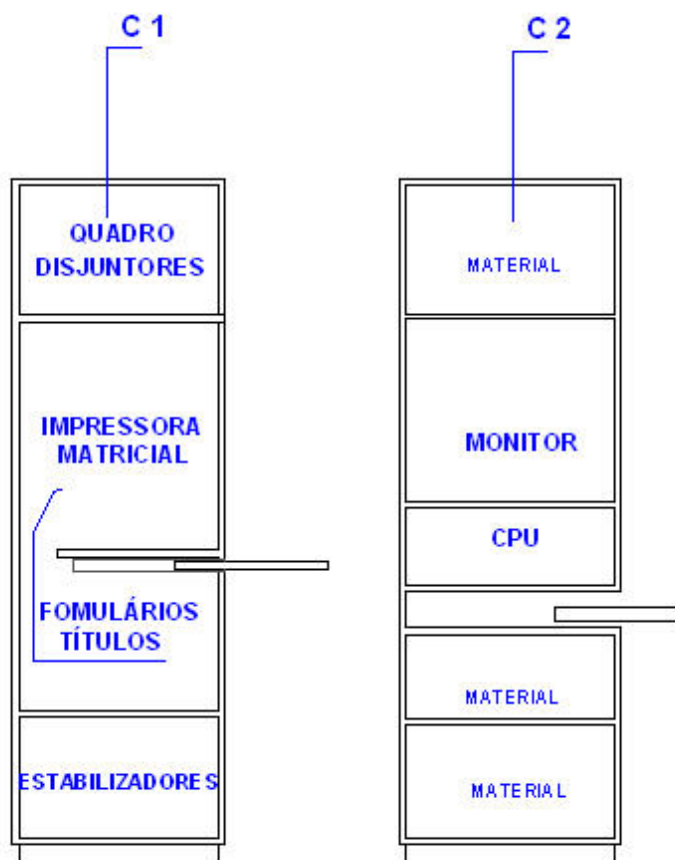 C 1
QUADRO
DISJUNTORES
IMPRESSORA
MATRICIAL
FOMULÁRIOS
TÍTULOS
ESTABILIZADORES
C 2
MATERIAL
MONITOR
CPU
MATERIAL
MATERIAL